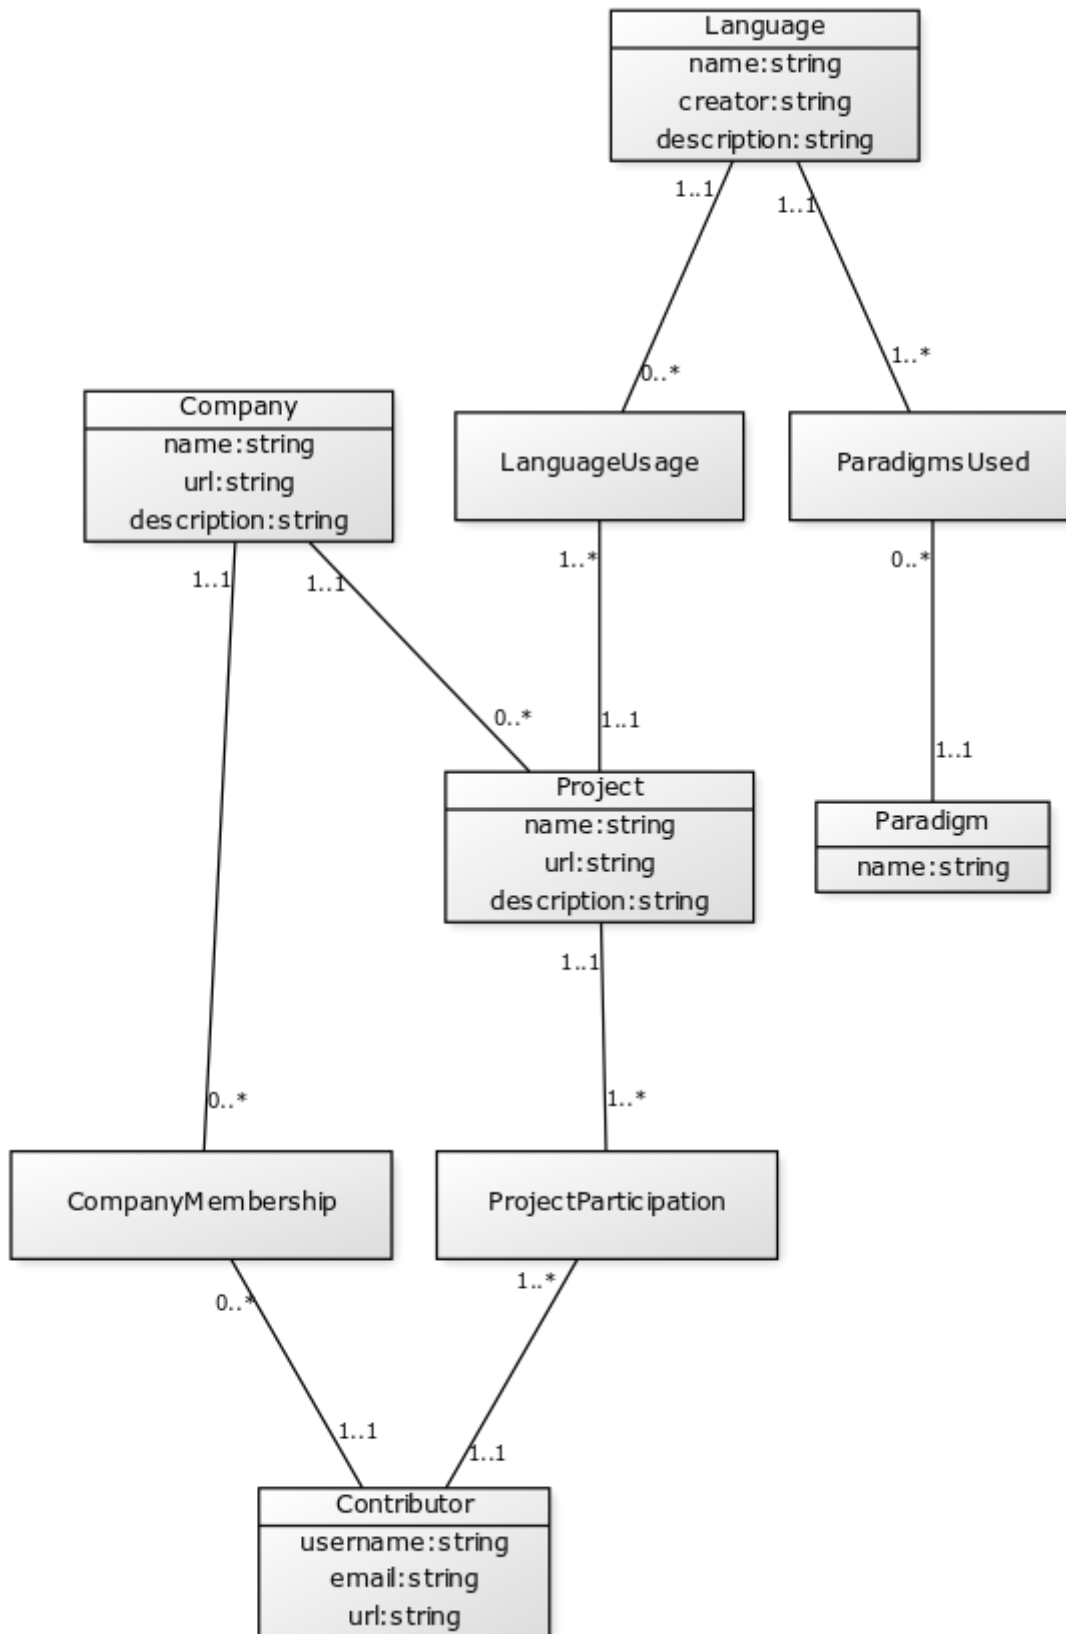 Language
name:string
creator:string
description:string
1..1
1..1
0..*
1..*
Company
name:string
url:string
description:string
LanguageUsage
ParadigmsUsed
1..1
1..1
1..*
0..*
0..*
1..1
1..1
Project
name:string
url:string
description:string
Paradigm
name:string
1..1
0..*
1..*
CompanyMembership
ProjectParticipation
0..*
1..*
1..1
1..1
Contributor
username:string
email:string
url:string